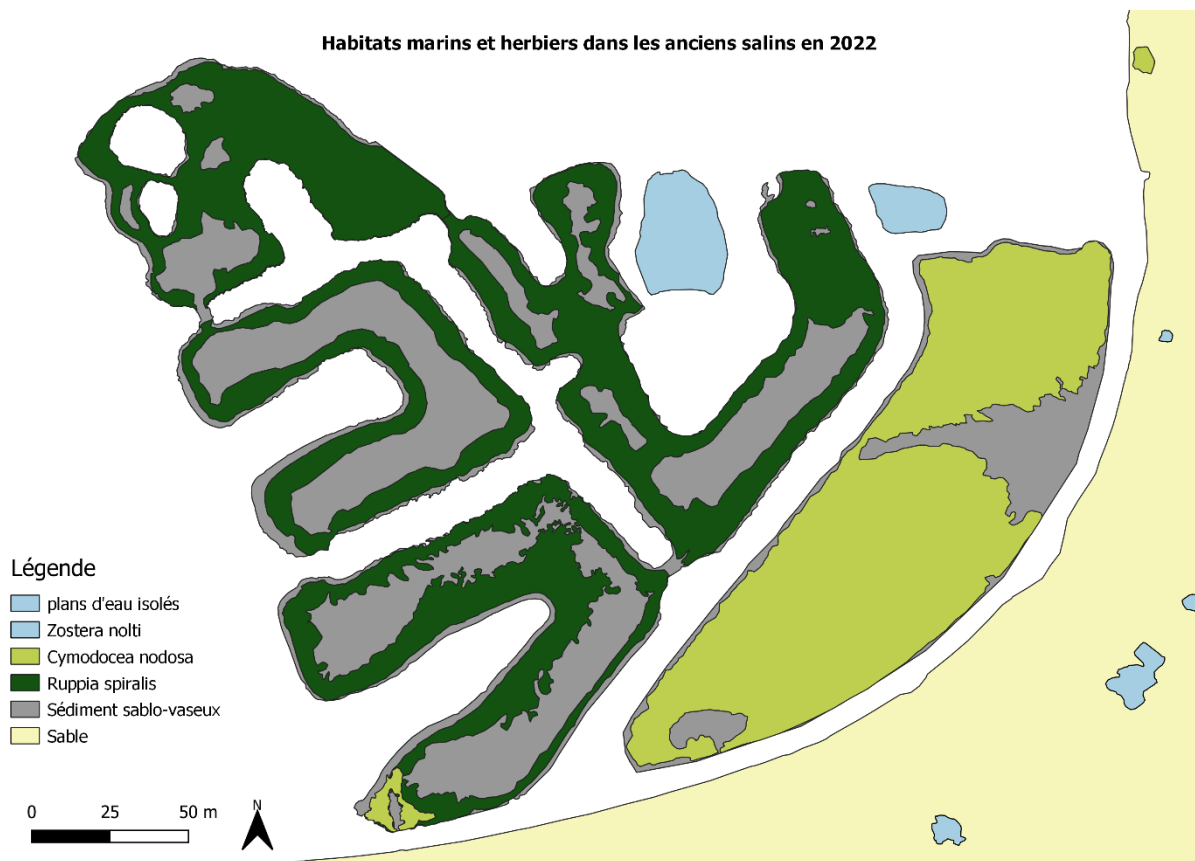 Habitats marins et herbiers dans les anciens salins en 2022
Légende
plans d'eau isolés
Zostera nolti
Cymodocea nodosa
Ruppia spiralis
Sédiment sablo-vaseux
Sable
0 25 50 m
N